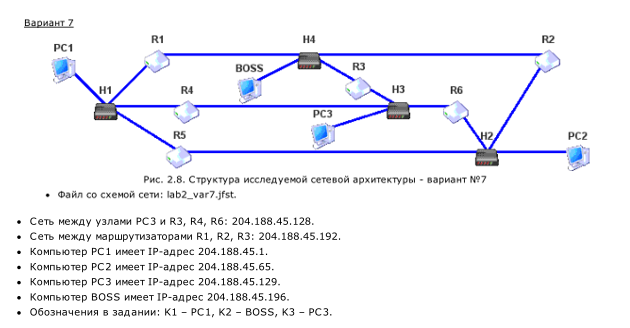 Вариант 7
R1
H4
R2
PC1
BOSS
R3
H1
R4
H3
R6
PC3
R5
H2
PC2
Рис. 2.8. Структура исследуемой сетевой архитектуры - вариант №7
• Файл со схемой сети: lab2_var7.jfst.
• Сеть между узлами PC3 и R3, R4, R6: 204.188.45.128.
• Сеть между маршрутизаторами R1, R2, R3: 204.188.45.192.
• Компьютер PC1 имеет IP-адрес 204.188.45.1.
• Компьютер PC2 имеет IP-адрес 204.188.45.65.
• Компьютер PC3 имеет IP-адрес 204.188.45.129.
• Компьютер BOSS имеет IP-адрес 204.188.45.196.
• Обозначения в задании: K1 – PC1, K2 – BOSS, K3 – PC3.